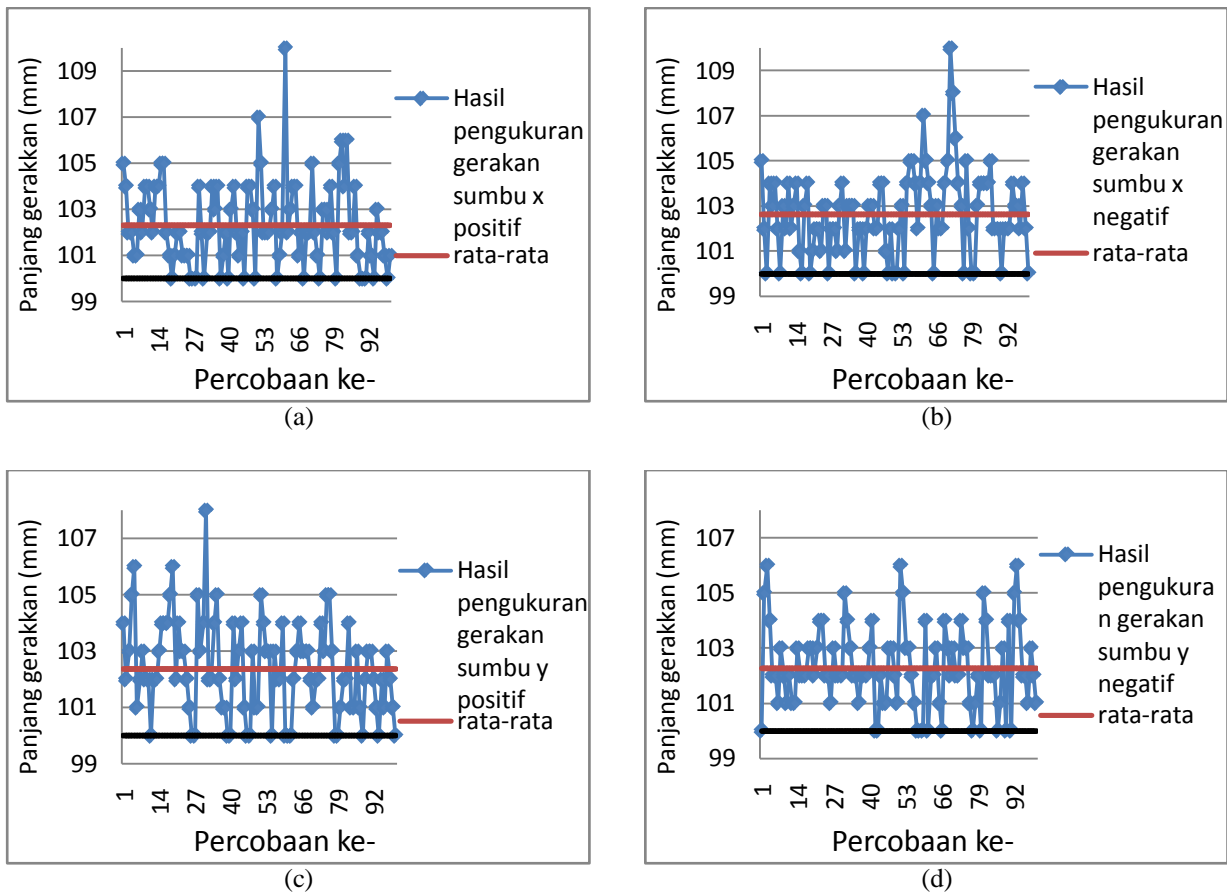 Panjang gerakkan (mm)
109
107
105
103
101
99
1
14
27
40
53
66
79
92
Percobaan ke-
Hasil
pengukuran
gerakan
sumbu x
positif
rata-rata
(a)
Panjang gerakkan (mm)
109
107
105
103
101
99
1
14
27
40
53
66
79
92
Percobaan ke-
Hasil
pengukuran
gerakan
sumbu x
negatif
rata-rata
(b)
Panjang gerakkan (mm)
107
105
103
101
99
1
14
27
40
53
66
79
92
Percobaan ke-
Hasil
pengukuran
gerakan
sumbu y
positif
rata-rata
(c)
Panjang gerakkan (mm)
107
105
103
101
99
1
14
27
40
53
66
79
92
Percobaan ke-
Hasil
pengukura
n gerakan
sumbu y
negatif
rata-rata
(d)